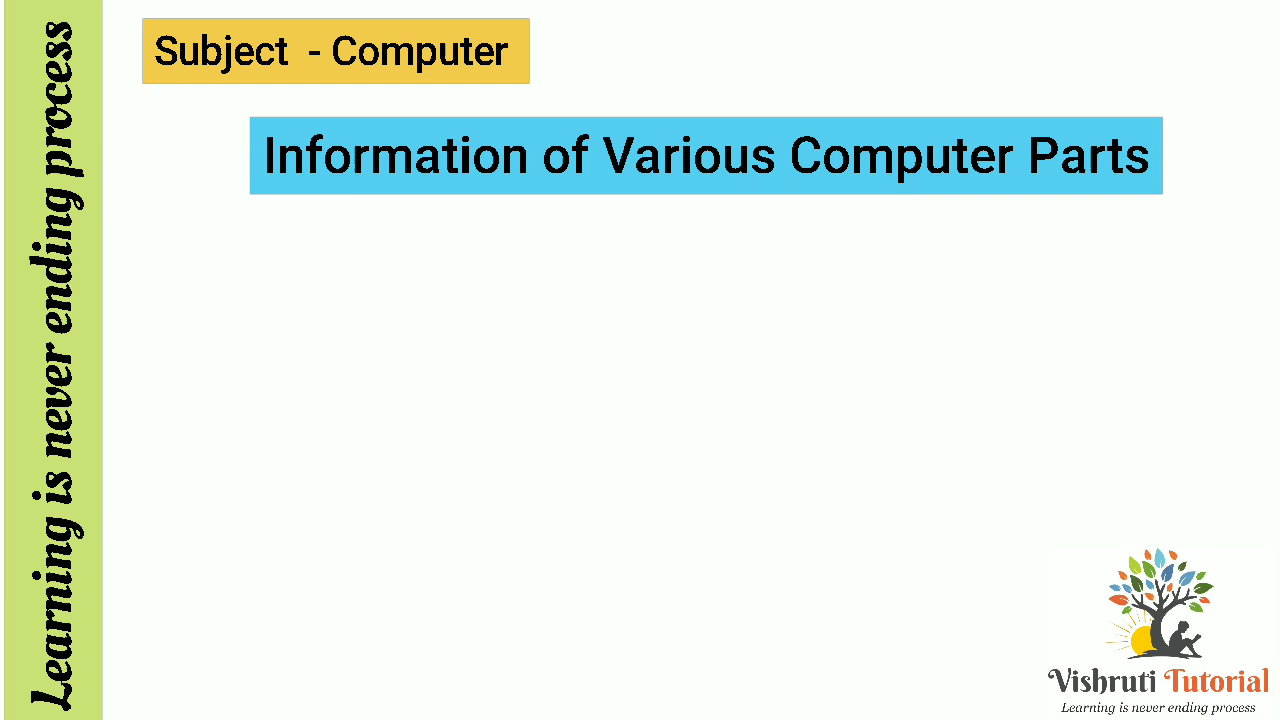 Learning is never ending process
Subject - Computer
Information of Various Computer Parts
Vishruti Tutorial
Learning is never ending process